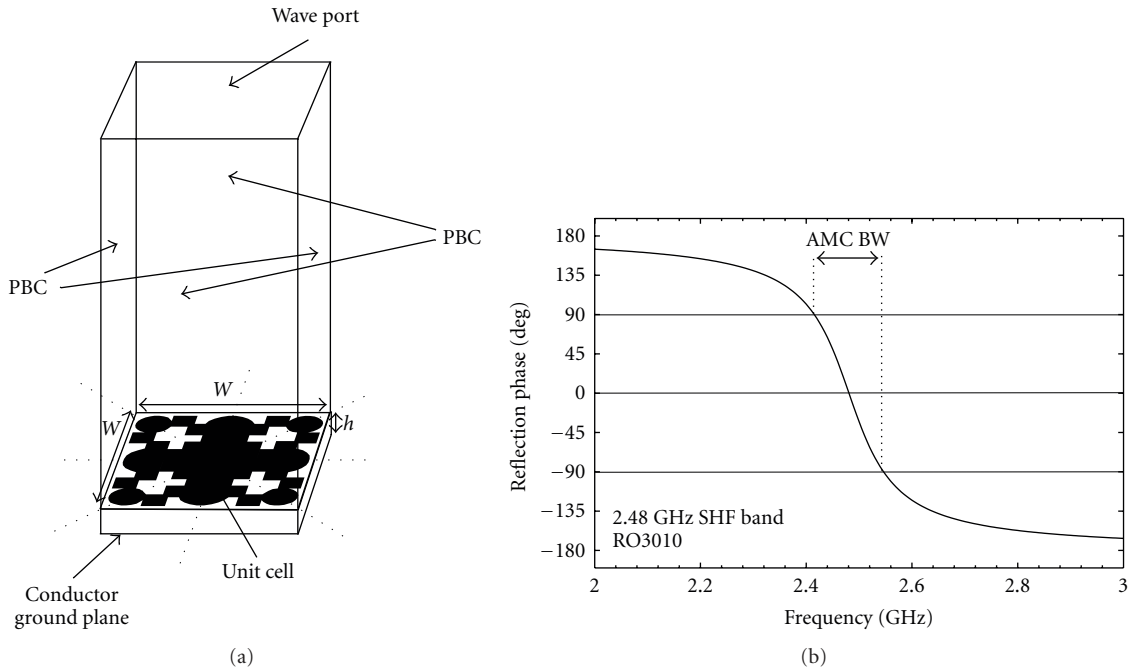 Wave port
PBC
PBC
W
W
h
Unit cell
Conductor
ground plane
(a)
Reflection phase (deg)
180
135
90
45
0
−45
−90
−135
−180
AMC BW
2.48 GHz SHF band
RO3010
2 2.2 2.4 2.6 2.8 3
Frequency (GHz)
(b)